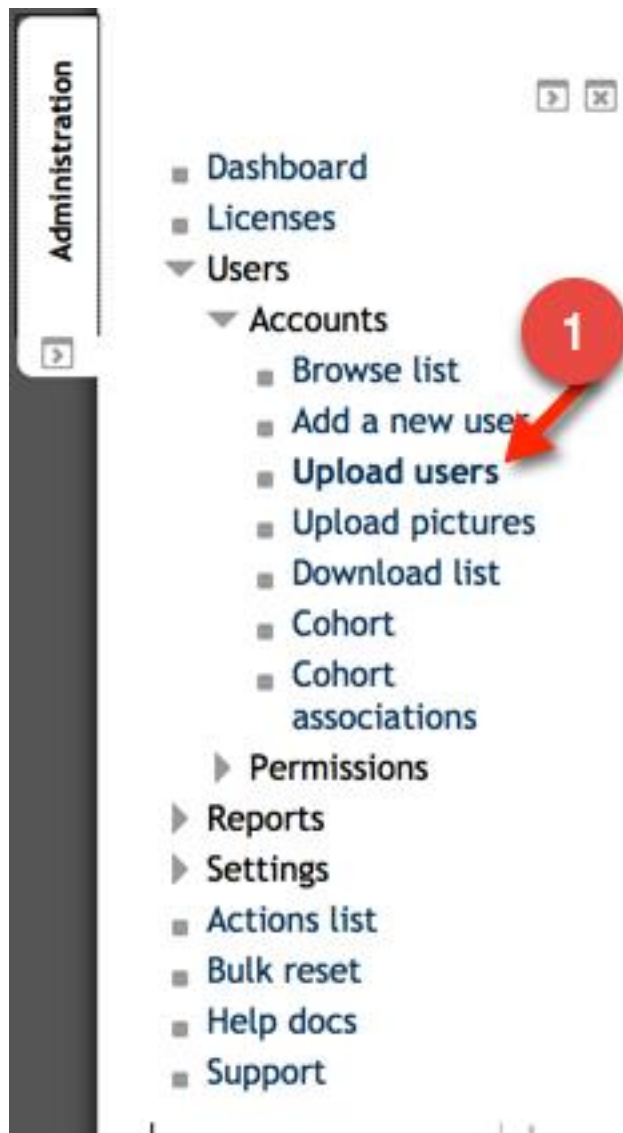 Administration
Dashboard
Licenses
Users
Accounts
1
Browse list
Add a new user
Upload users
Upload pictures
Download list
Cohort
Cohort
associations
Permissions
Reports
Settings
Actions list
Bulk reset
Help docs
Support